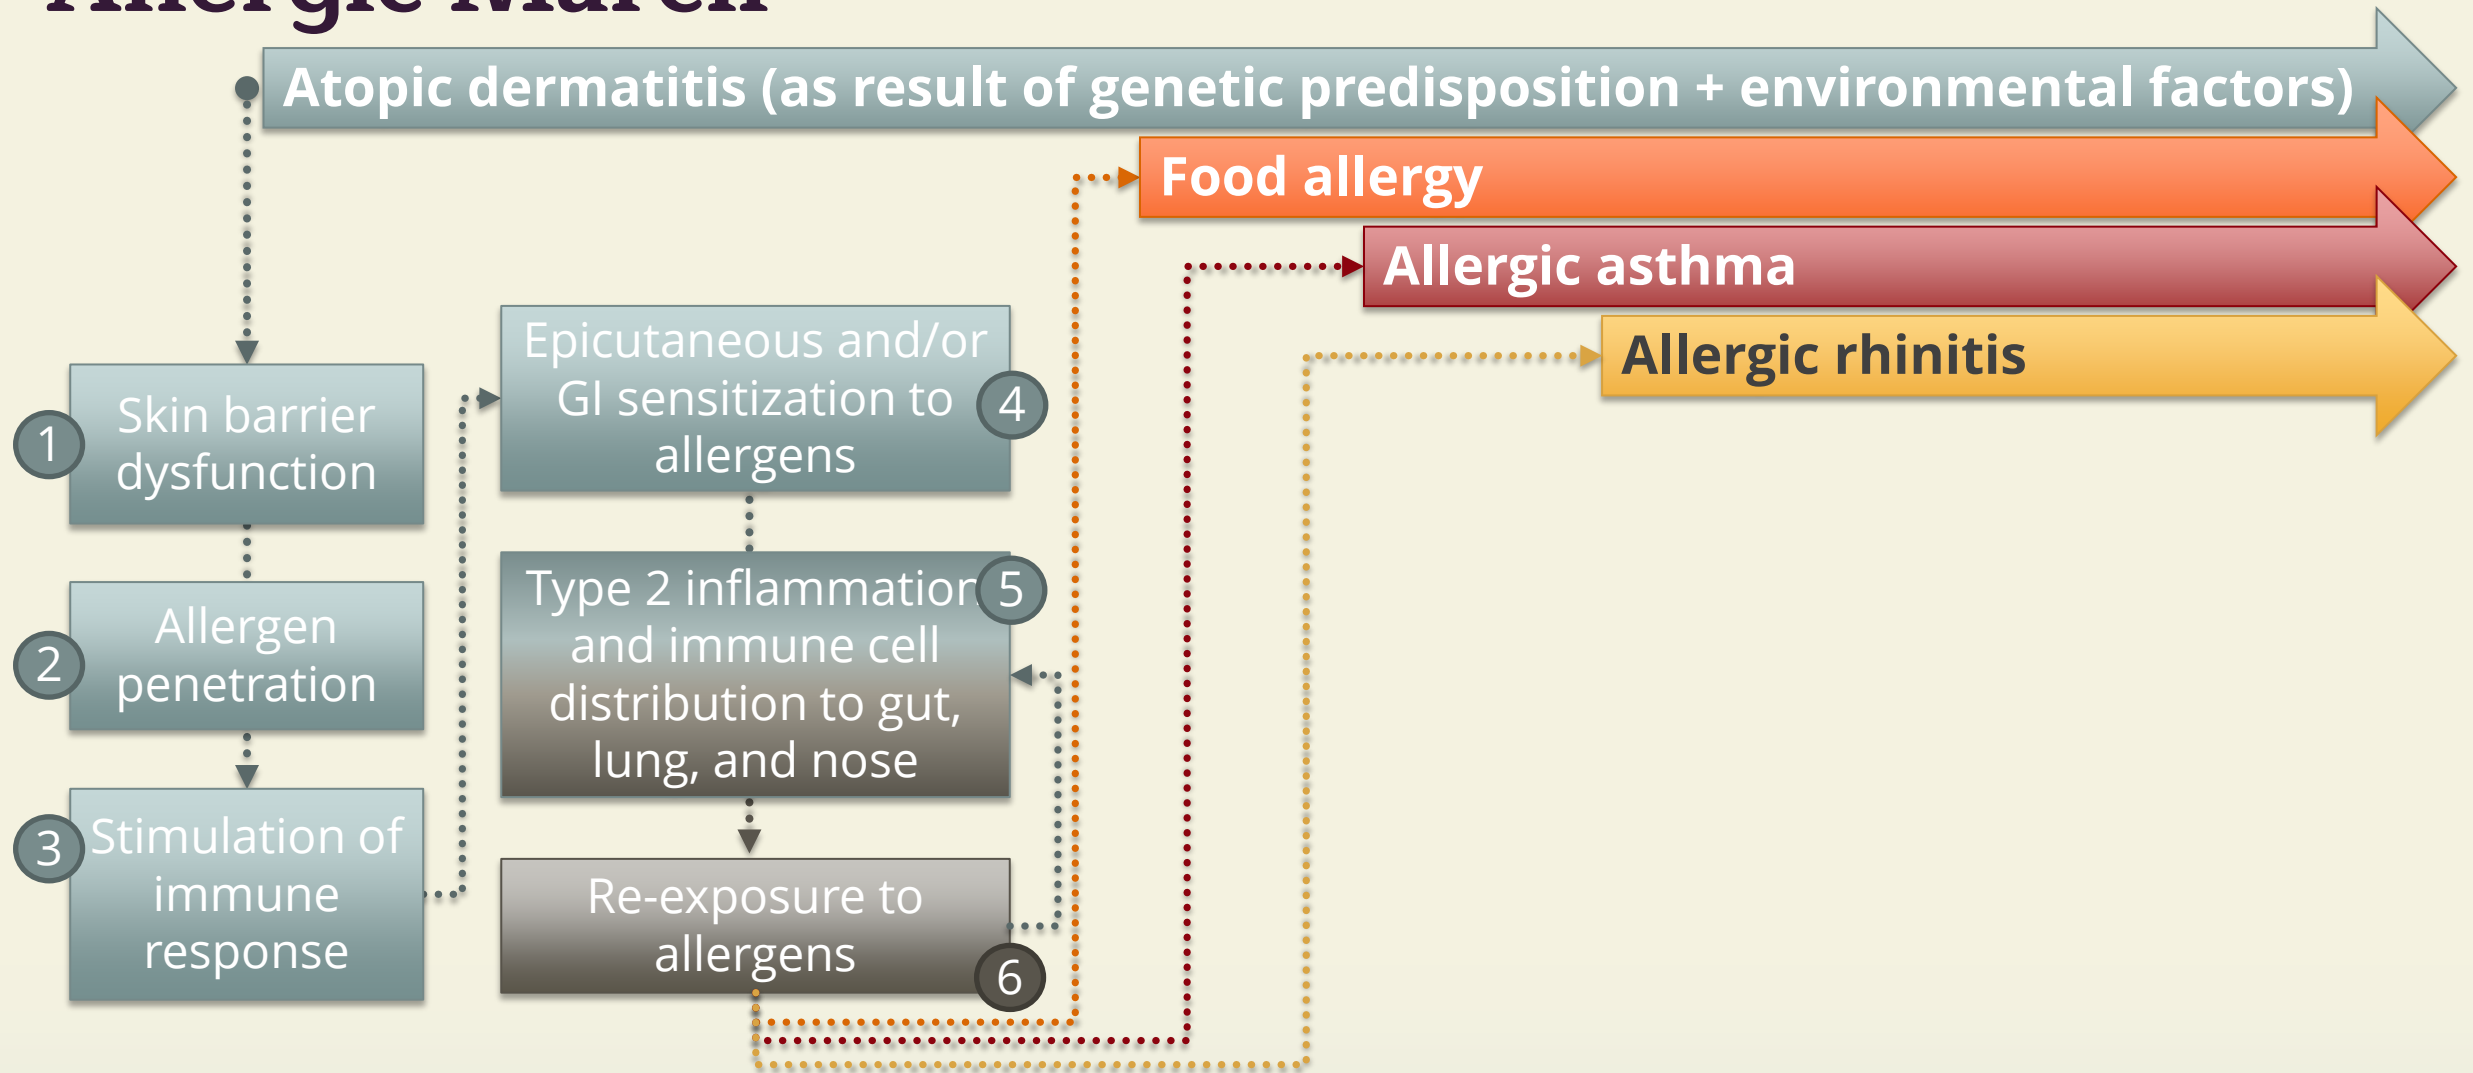 Allergic March
Atopic dermatitis (as result of genetic predisposition + environmental factors)
Food allergy
Allergic asthma
Allergic rhinitis
1
Skin barrier
dysfunction
2
Allergen
penetration
3
Stimulation of
immune
response
Epicutaneous and/or
GI sensitization to
allergens
4
Type 2 inflammation
and immune cell
distribution to gut,
lung, and nose
5
Re-exposure to
allergens
6